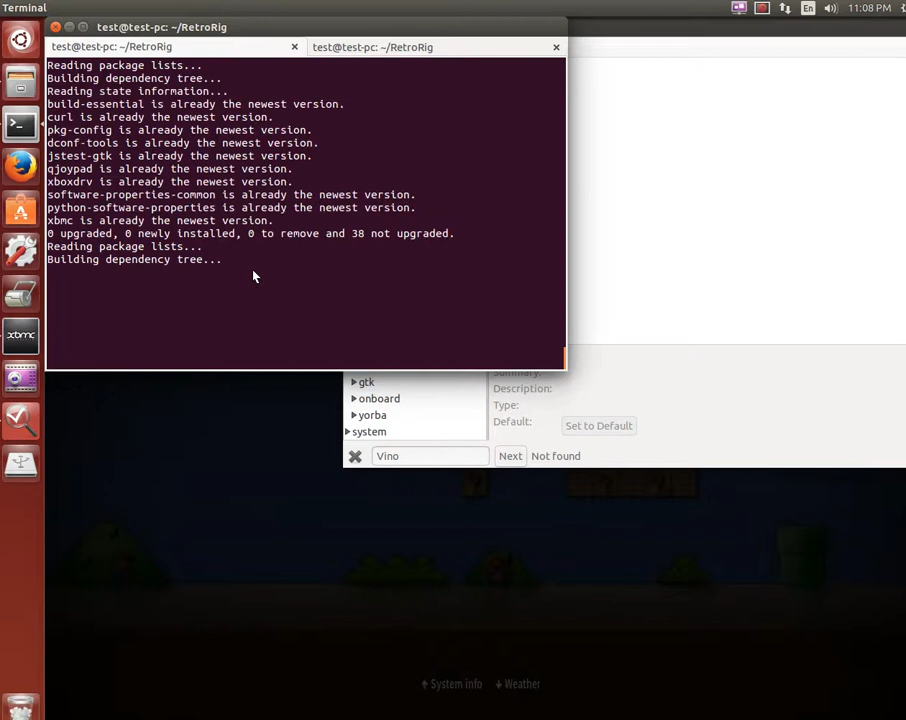 Terminal
En
11:08 PM
test@test-pc: ~/RetroRig
test@test-pc: ~/RetroRig
test@test-pc: ~/RetroRig
Reading package lists...
Building dependency tree...
Reading state information...
build-essential is already the newest version.
curl is already the newest version.
pkg-config is already the newest version.
dconf-tools is already the newest version.
jstest-gtk is already the newest version.
qjoypad is already the newest version.
xboxdrv is already the newest version.
software-properties-common is already the newest version.
python-software-properties is already the newest version.
xbmc is already the newest version.
0 upgraded, 0 newly installed, 0 to remove and 38 not upgraded.
Reading package lists...
Building dependency tree...
xbmc
gtk
onboard
yorba
system
Summary:
Description:
Type:
Default:
Set to Default
Vino
Next
Not found
System info
Weather